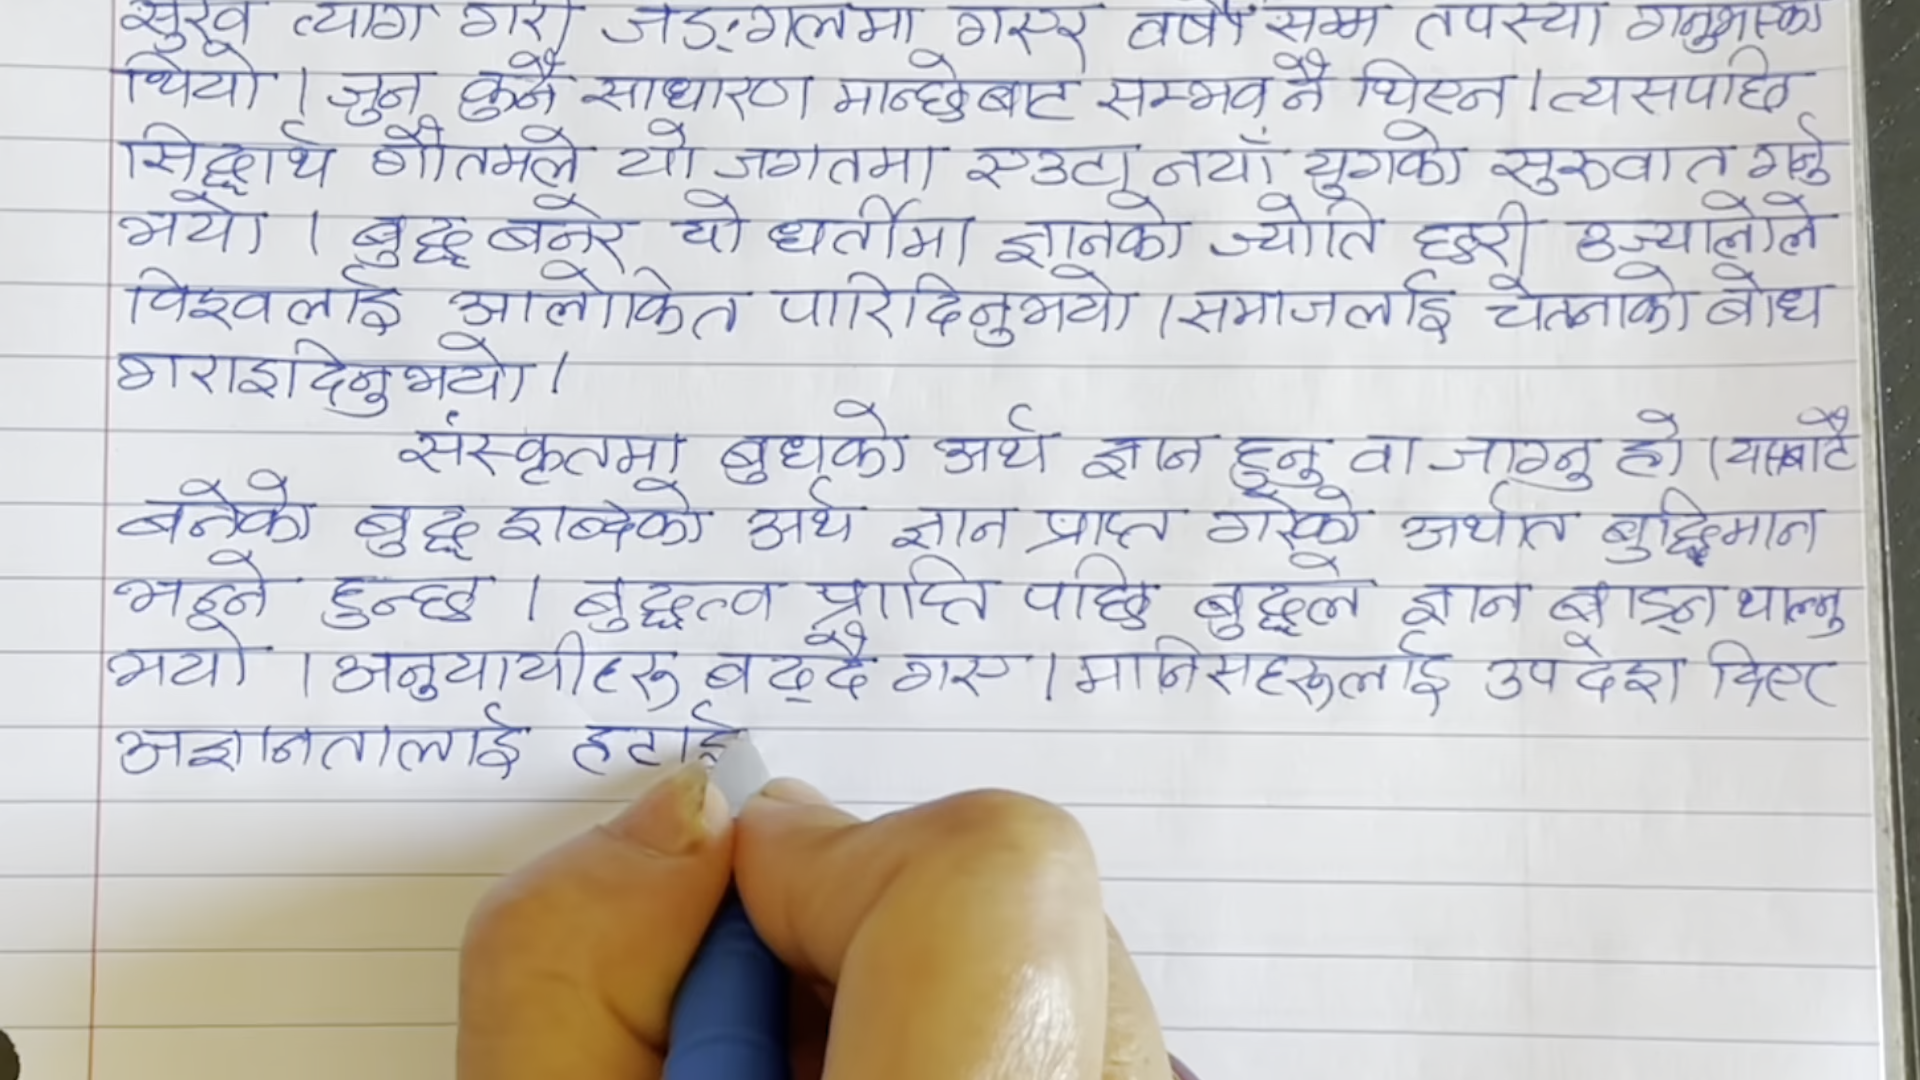 सुख त्याग गरी जङ्गलमा गएर वर्षौं सम्म तपस्या गर्नुभएको
थियो । जुन कुनै साधारण मान्छेबाट सम्भव नै थिएन । त्यसपछि
सिद्धार्थ गौतमले यो जगतमा एउटा नयाँ युगको सुरुवात गर्नु
भयो । बुद्ध बनेर यो धर्तीमा ज्ञानको ज्योति छरी उज्यालोले
विश्वलाई आलोकित पारिदिनुभयो । समाजलाई चेतनाको बोध
गराइदिनुभयो ।
संस्कृतमा बुधको अर्थ ज्ञान हुनु वा जाग्नु हो । यसबाटै
बनेको बुद्ध शब्दको अर्थ ज्ञान प्राप्त गरेको अर्थात बुद्धिमान
भन्ने हुन्छ । बुद्धत्व प्राप्ति पछि बुद्धले ज्ञान बाड्न थाल्नु
भयो । अनुयायीहरू बढ्दै गए । मानिसहरूलाई उपदेश दिएर
अज्ञानतालाई हटाई